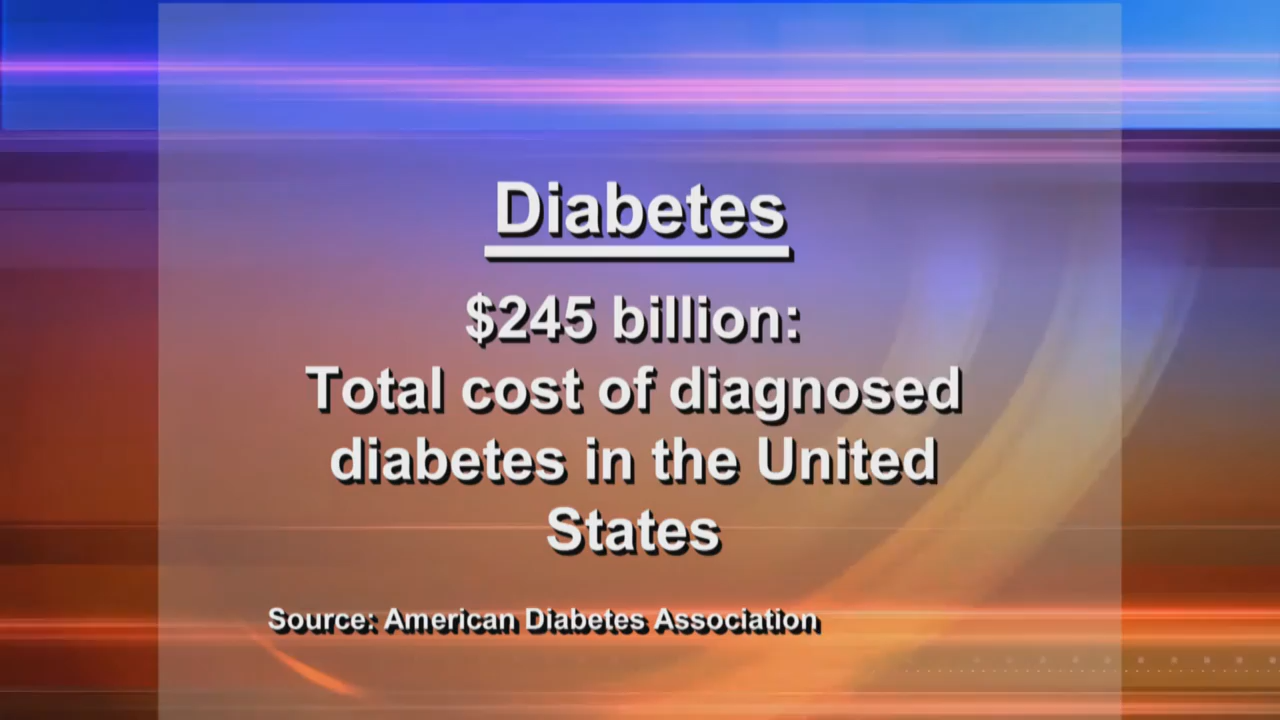 Diabetes
$245 billion:
Total cost of diagnosed
diabetes in the United
States
Source: American Diabetes Association